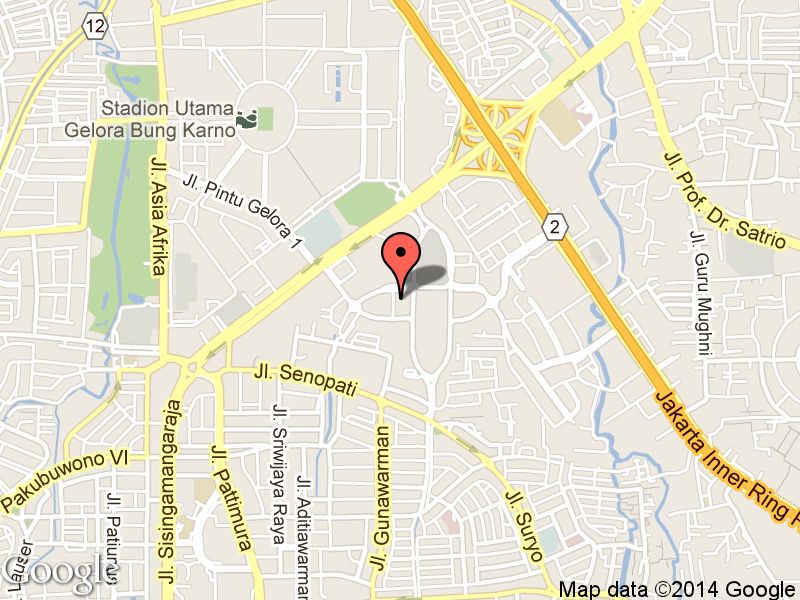 12
Stadion Utama
Gelora Bung Karno
Jl. Pintu Gelora 1
Jl. Asia Afrika
Jl. Prof. Dr. Satrio
2
Jl. Guru Mughni
Jl. Senopati
Jakarta Inner Ring R
Jl. Sisingamangaraja
Pakubuwono VI
Jl. Pattimura
Jl. Sriwijaya Raya
Jl. Aditiawarman
Jl. Gunawarman
Jl. Suryo
Lauser
Google
Map data ©2014 Google